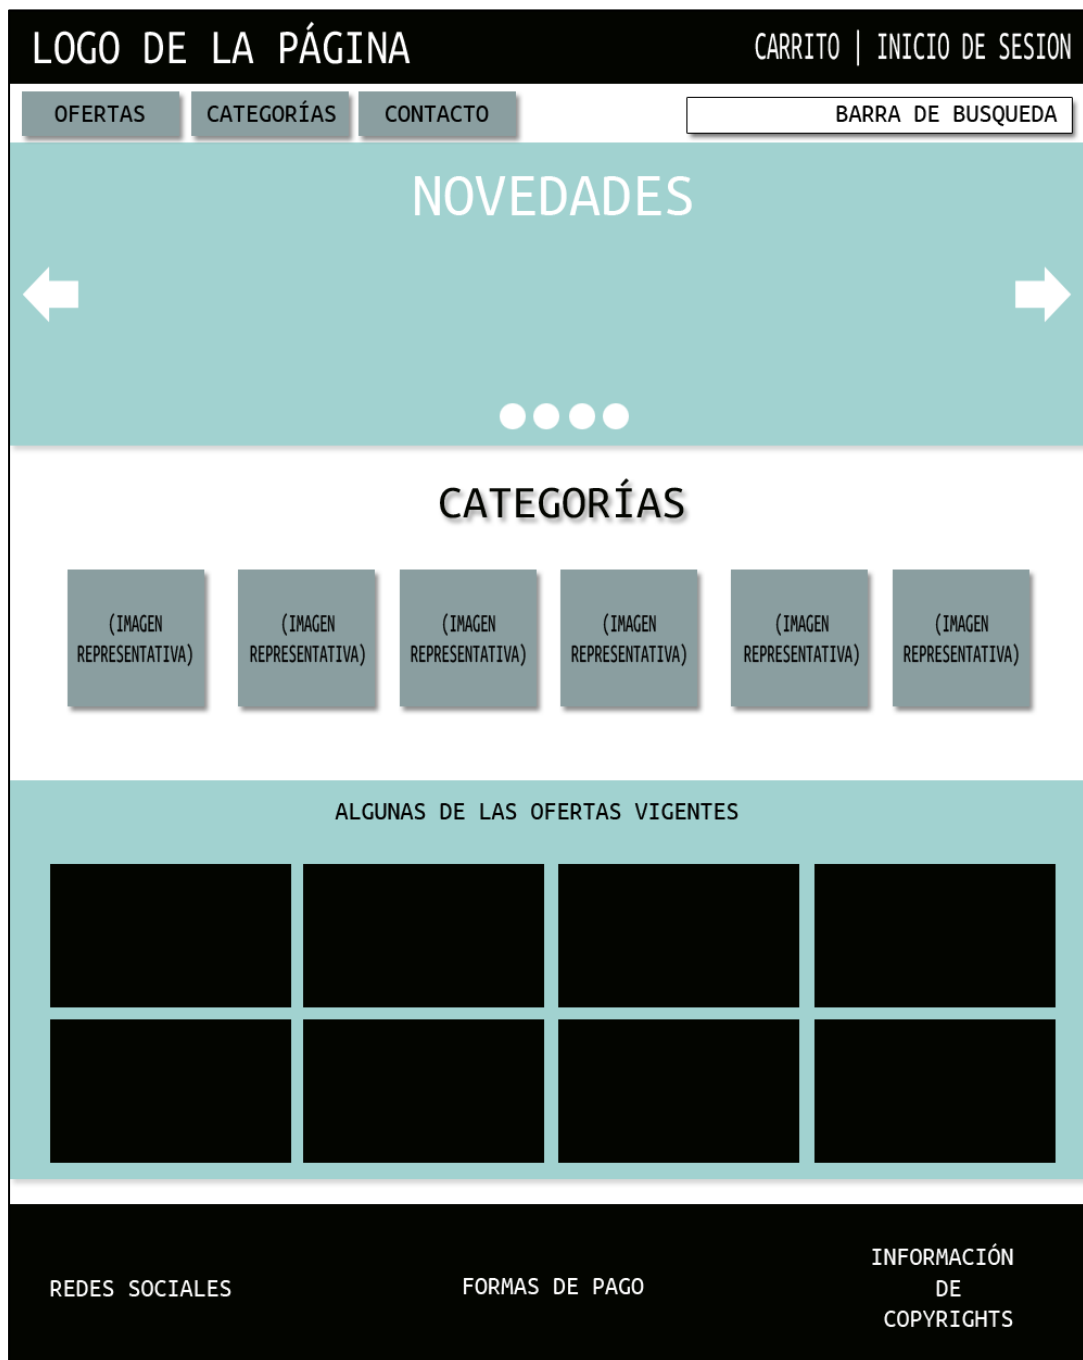 LOGO DE LA PÁGINA
CARRITO | INICIO DE SESION
OFERTAS
CATEGORÍAS
CONTACTO
BARRA DE BUSQUEDA
NOVEDADES
CATEGORÍAS
(IMAGEN
REPRESENTATIVA)
(IMAGEN
REPRESENTATIVA)
(IMAGEN
REPRESENTATIVA)
(IMAGEN
REPRESENTATIVA)
(IMAGEN
REPRESENTATIVA)
(IMAGEN
REPRESENTATIVA)
ALGUNAS DE LAS OFERTAS VIGENTES
REDES SOCIALES
FORMAS DE PAGO
INFORMACIÓN
DE
COPYRIGHTS